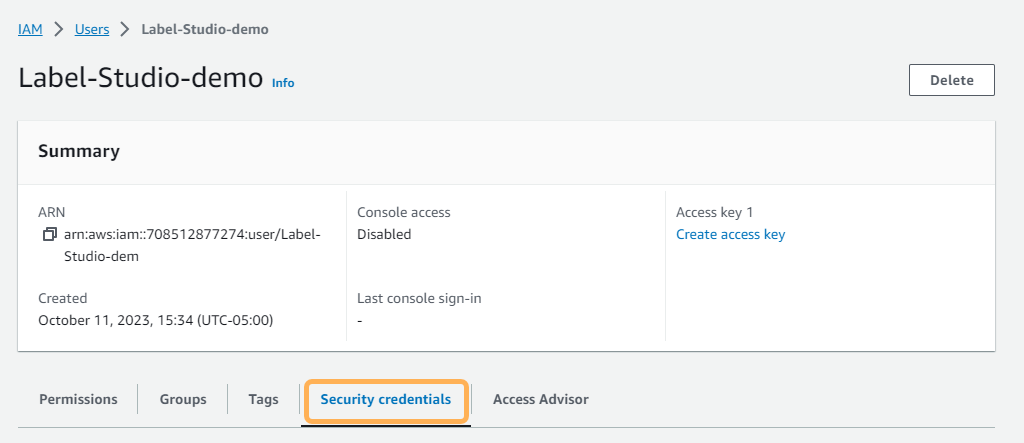 IAM > Users > Label-Studio-demo
Label-Studio-demo Info
Delete
Summary
ARN
arn:aws:iam::708512877274:user/Label-
Studio-dem
Created
October 11, 2023, 15:34 (UTC-05:00)
Console access
Disabled
Last console sign-in
-
Access key 1
Create access key
Permissions Groups Tags Security credentials Access Advisor